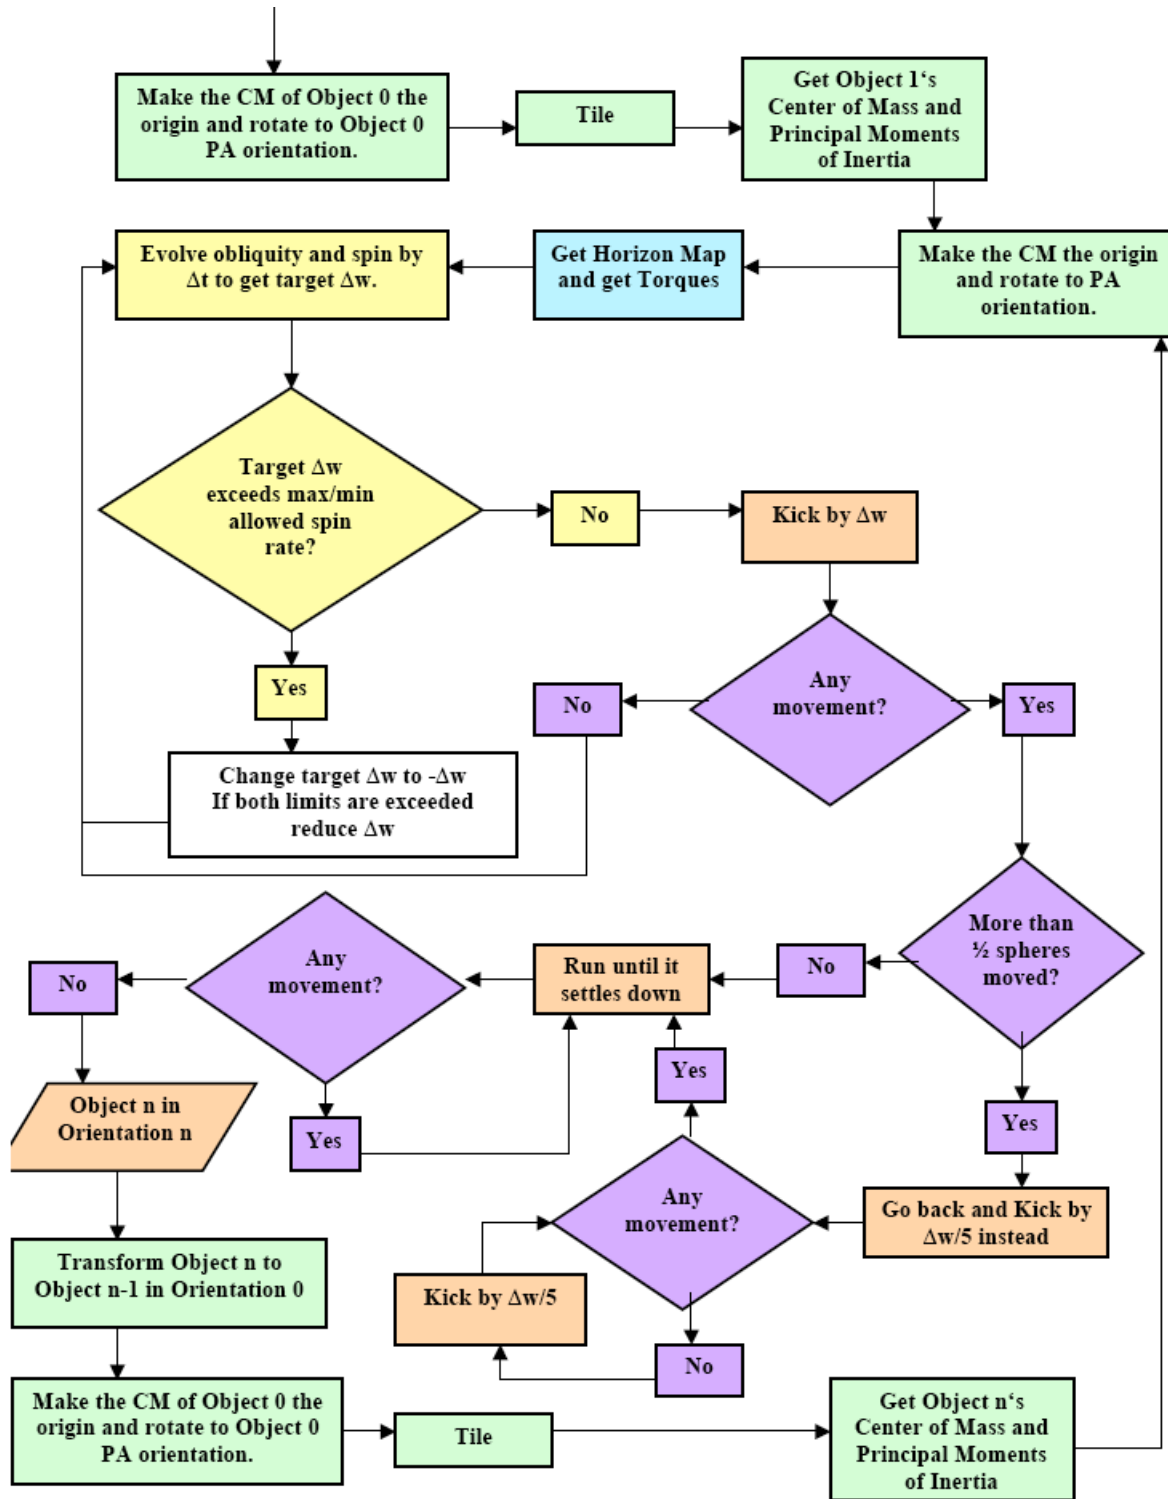 Make the CM of Object 0 the
origin and rotate to Object 0
PA orientation.
Tile
Get Object 1‘s
Center of Mass and
Principal Moments
of Inertia
Evolve obliquity and spin by
Δt to get target Δw.
Get Horizon Map
and get Torques
Make the CM the origin
and rotate to PA
orientation.
Target Δw
exceeds max/min
allowed spin
rate?
No
Kick by Δw
Yes
Any
movement?
No
Yes
Change target Δw to -Δw
If both limits are exceeded
reduce Δw
More than
½ spheres
moved?
No
Run until it
settles down
Any
movement?
No
Yes
Yes
Yes
Object n in
Orientation n
Any
movement?
Go back and Kick by
Δw/5 instead
Kick by Δw/5
No
Transform Object n to
Object n-1 in Orientation 0
Make the CM of Object 0 the
origin and rotate to Object 0
PA orientation.
Tile
Get Object n‘s
Center of Mass and
Principal Moments
of Inertia